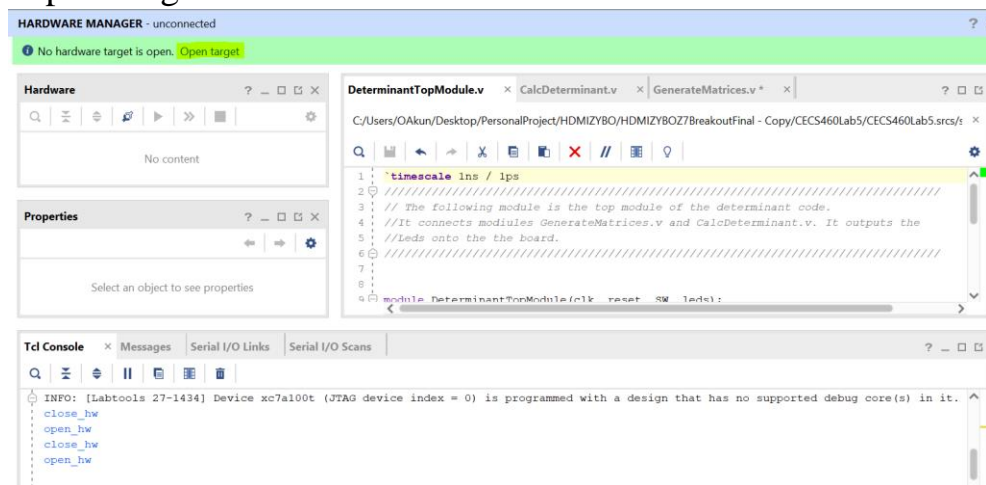 HARDWARE MANAGER - unconnected ?
No hardware target is open. Open target
Hardware ? _ X
No content
Properties ? _ X
Select an object to see properties
DeterminantTopModule.v × CalcDeterminant.v × GenerateMatrices.v * × ?
C:/Users/OAkun/Desktop/PersonalProject/HDMIZYBO/HDMIZYBOZ7BreakoutFinal - Copy/CECS460Lab5/CECS460Lab5.srcs/s ×
1 `timescale 1ns / 1ps
2 ////////////////////////////////////////////////////////////////////////////////
3 // The following module is the top module of the determinant code.
4 //It connects modiules GenerateMatrices.v and CalcDeterminant.v. It outputs the
5 //Leds onto the the board.
6 ////////////////////////////////////////////////////////////////////////////////
7
8
9 module DeterminantTopModule(clk, reset, SW, leds);
Tcl Console × Messages Serial I/O Links Serial I/O Scans ? _
INFO: [Labtools 27-1434] Device xc7a100t (JTAG device index = 0) is programmed with a design that has no supported debug core(s) in it.
close_hw
open_hw
close_hw
open_hw